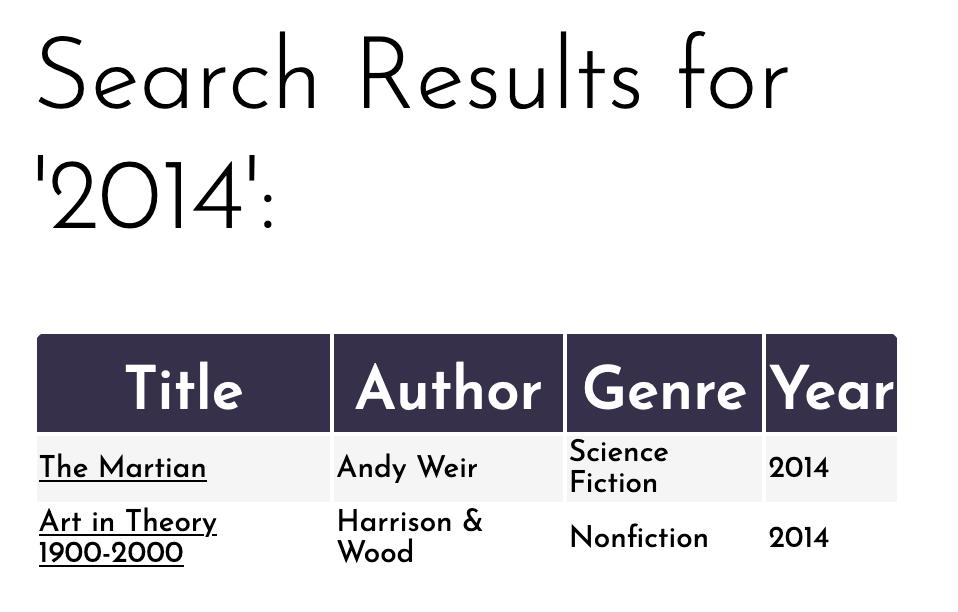 Search Results for
'2014':
Title Author Genre Year
The Martian Andy Weir Science Fiction 2014
Art in Theory 1900-2000 Harrison & Wood Nonfiction 2014